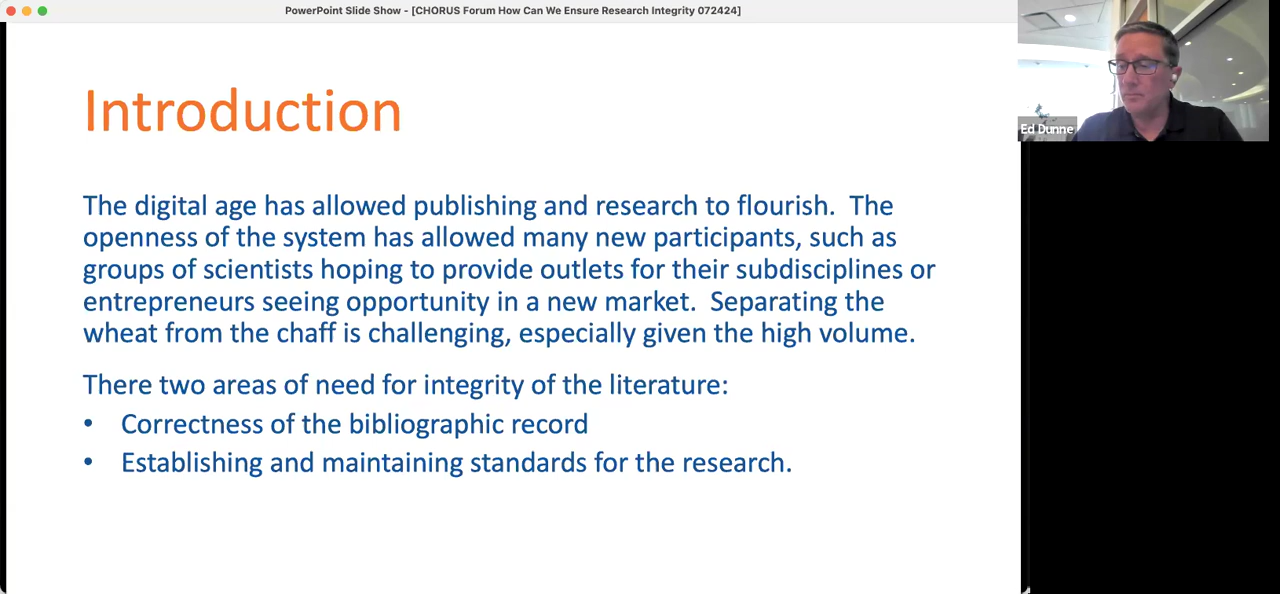 PowerPoint Slide Show - [CHORUS Forum How Can We Ensure Research Integrity 072424]
Ed Dunne
Introduction
The digital age has allowed publishing and research to flourish.  The
openness of the system has allowed many new participants, such as
groups of scientists hoping to provide outlets for their subdisciplines or
entrepreneurs seeing opportunity in a new market.  Separating the
wheat from the chaff is challenging, especially given the high volume.
There two areas of need for integrity of the literature:
• Correctness of the bibliographic record
• Establishing and maintaining standards for the research.